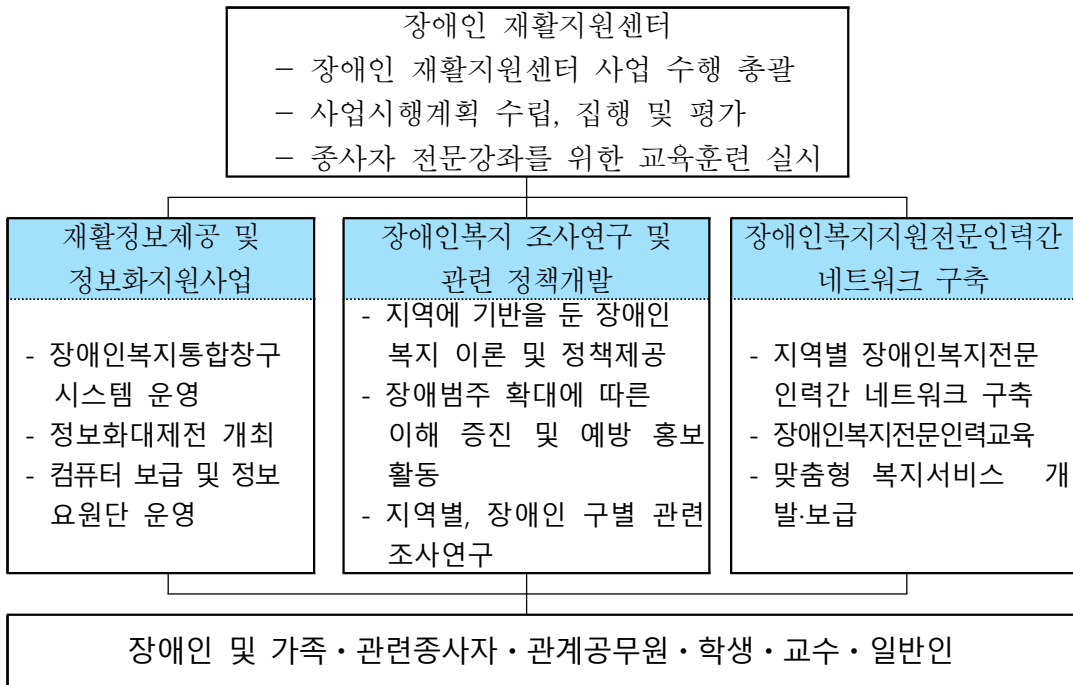 장애인 재활지원센터
- 장애인 재활지원센터 사업 수행 총괄
- 사업시행계획 수립, 집행 및 평가
- 종사자 전문강좌를 위한 교육훈련 실시
재활정보제공 및
정보화지원사업
- 장애인복지통합창구
시스템 운영
- 정보화대제전 개최
- 컴퓨터 보급 및 정보
요원단 운영
장애인복지 조사연구 및
관련 정책개발
- 지역에 기반을 둔 장애인
복지 이론 및 정책제공
- 장애범주 확대에 따른
이해 증진 및 예방 홍보
활동
- 지역별, 장애인 구별 관련
조사연구
장애인복지지원전문인력간
네트워크 구축
- 지역별 장애인복지전문
인력간 네트워크 구축
- 장애인복지전문인력교육
- 맞춤형 복지서비스 개
발·보급
장애인 및 가족・관련종사자・관계공무원・학생・교수・일반인